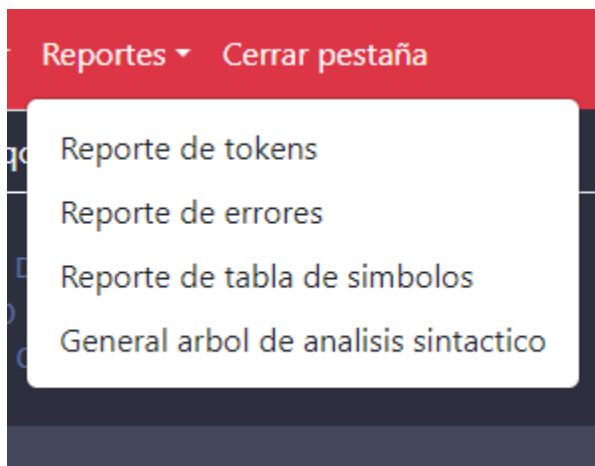 Reportes Cerrar pestaña
Reporte de tokens
Reporte de errores
Reporte de tabla de simbolos
General arbol de analisis sintactico